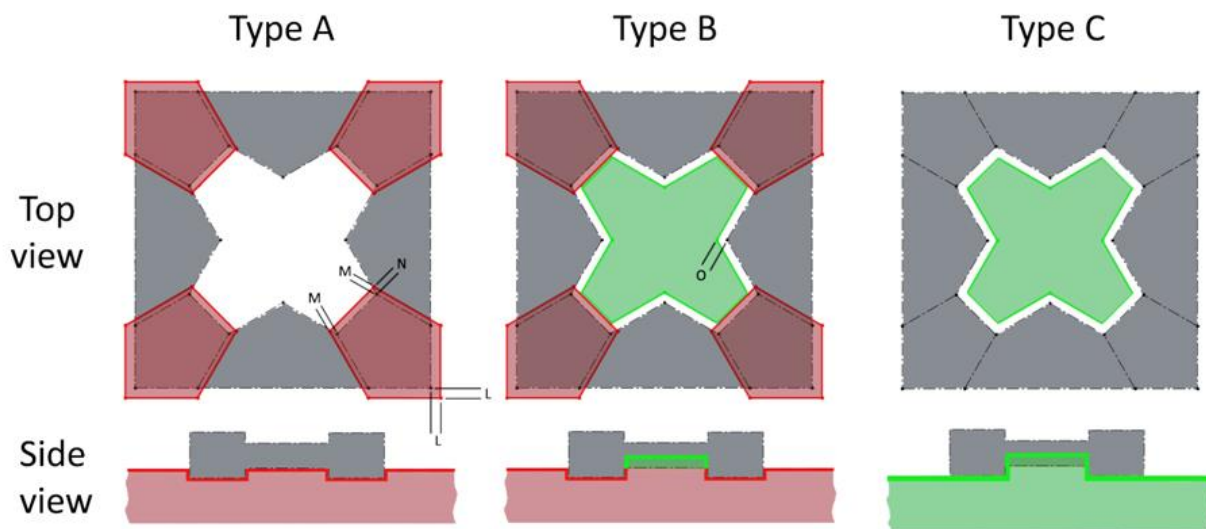 Type A
Type B
Type C
Top
view
M
N
M
O
L
L
Side
view